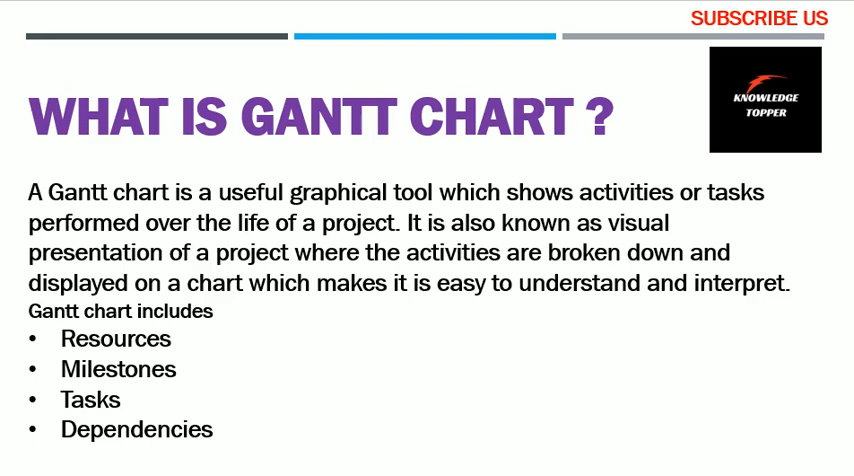 SUBSCRIBE US
KNOWLEDGE
TOPPER
WHAT IS GANTT CHART ?
A Gantt chart is a useful graphical tool which shows activities or tasks
performed over the life of a project. It is also known as visual
presentation of a project where the activities are broken down and
displayed on a chart which makes it is easy to understand and interpret.
Gantt chart includes
• Resources
• Milestones
• Tasks
• Dependencies